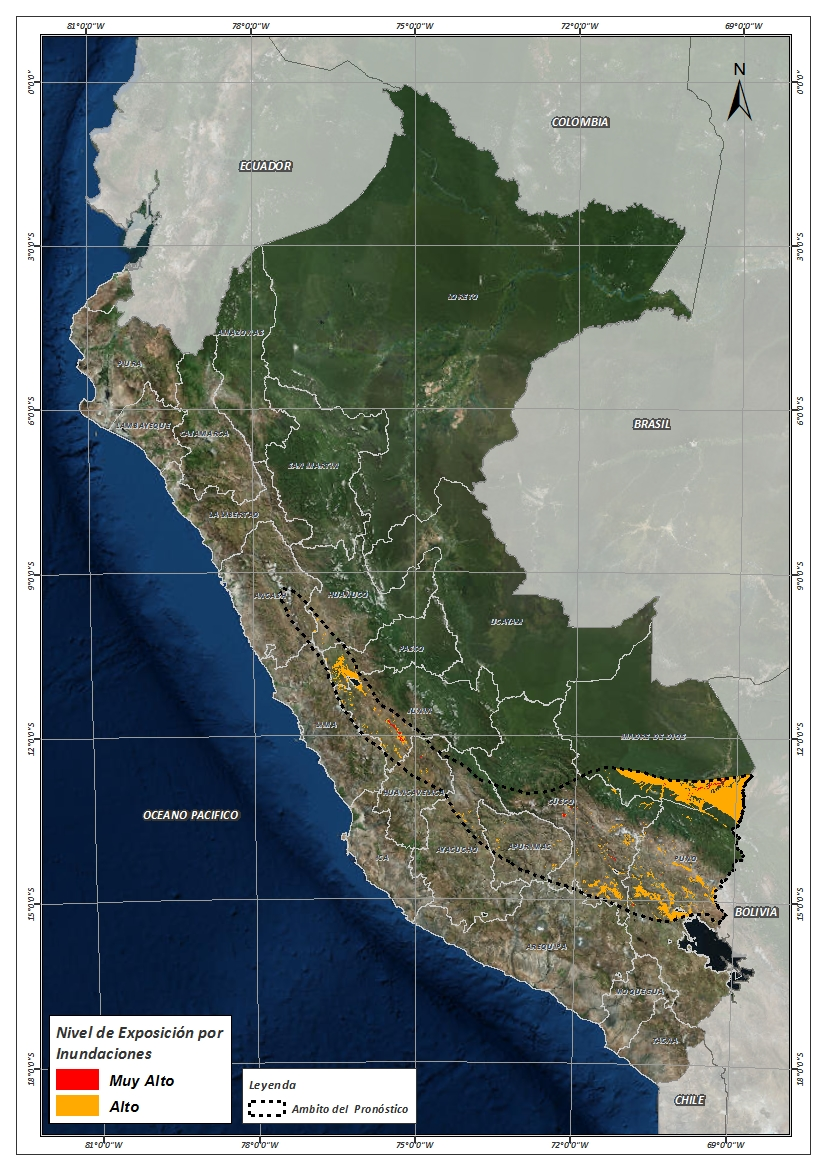 81°0'0"W 78°0'0"W 75°0'0"W 72°0'0"W 69°0'0"W
N
0°0'0"
COLOMBIA
ECUADOR
3°0'0"S 3°0'0"S
LORETO
AMAZONAS
PIURA
6°0'0"S 6°0'0"S
LAMBAYEQUE
CAJAMARCA
BRASIL
SAN MARTIN
LA LIBERTAD
9°0'0"S 9°0'0"S
ANCASH
HUANUCO
UCAYALI
PASCO
JUNIN
LIMA
12°0'0"S 12°0'0"S
MADRE DE DIOS
HUANCAVELICA
CUSCO
OCEANO PACIFICO
AYACUCHO
APURIMAC
ICA
PUNO
15°0'0"S 15°0'0"S
BOLIVIA
AREQUIPA
MOQUEGUA
TACNA
18°0'0"S 18°0'0"S
CHILE
Nivel de Exposición por
Inundaciones
Muy Alto
Alto
Leyenda
Ambito del Pronóstico
81°0'0"W 78°0'0"W 75°0'0"W 72°0'0"W 69°0'0"W